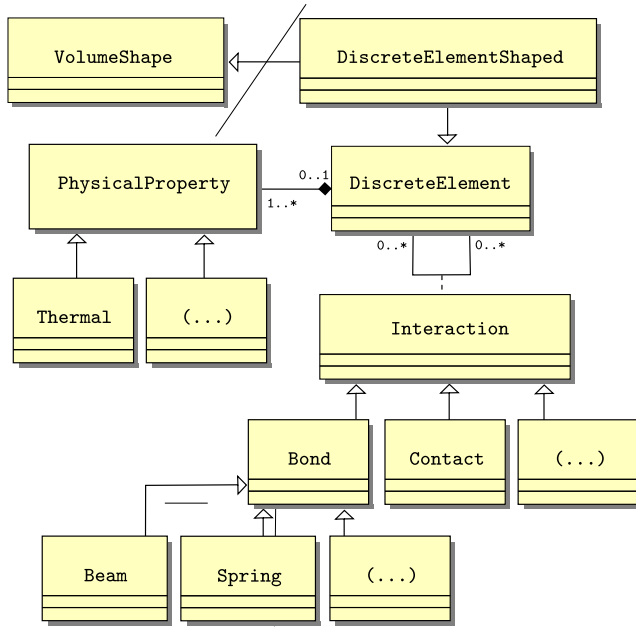 VolumeShape
DiscreteElementShaped
PhysicalProperty
0..1
1..*
DiscreteElement
0..*
0..*
Thermal
(...)
Interaction
Bond
Contact
(...)
Beam
Spring
(...)